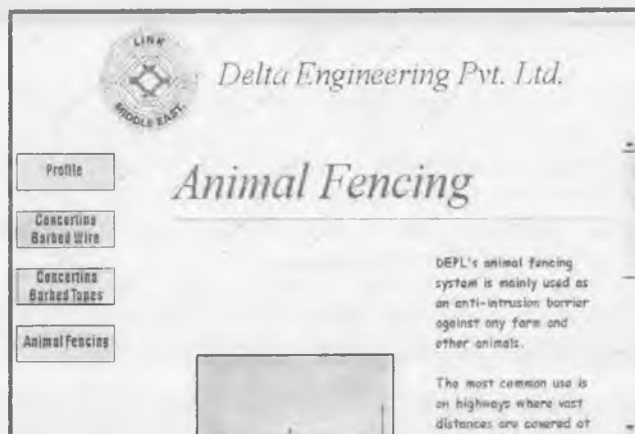 LINK
MIDDLE EAST.
Delta Engineering Pvt. Ltd.
Profile
Concertina
Barbed Wire
Concertina
Barbed Tapes
Animal Fencing
Animal Fencing
DEPL's animal fencing
system is mainly used as
an anti-intrusion barrier
against any farm and
other animals.
The most common use is
on highways where vast
distances are covered at